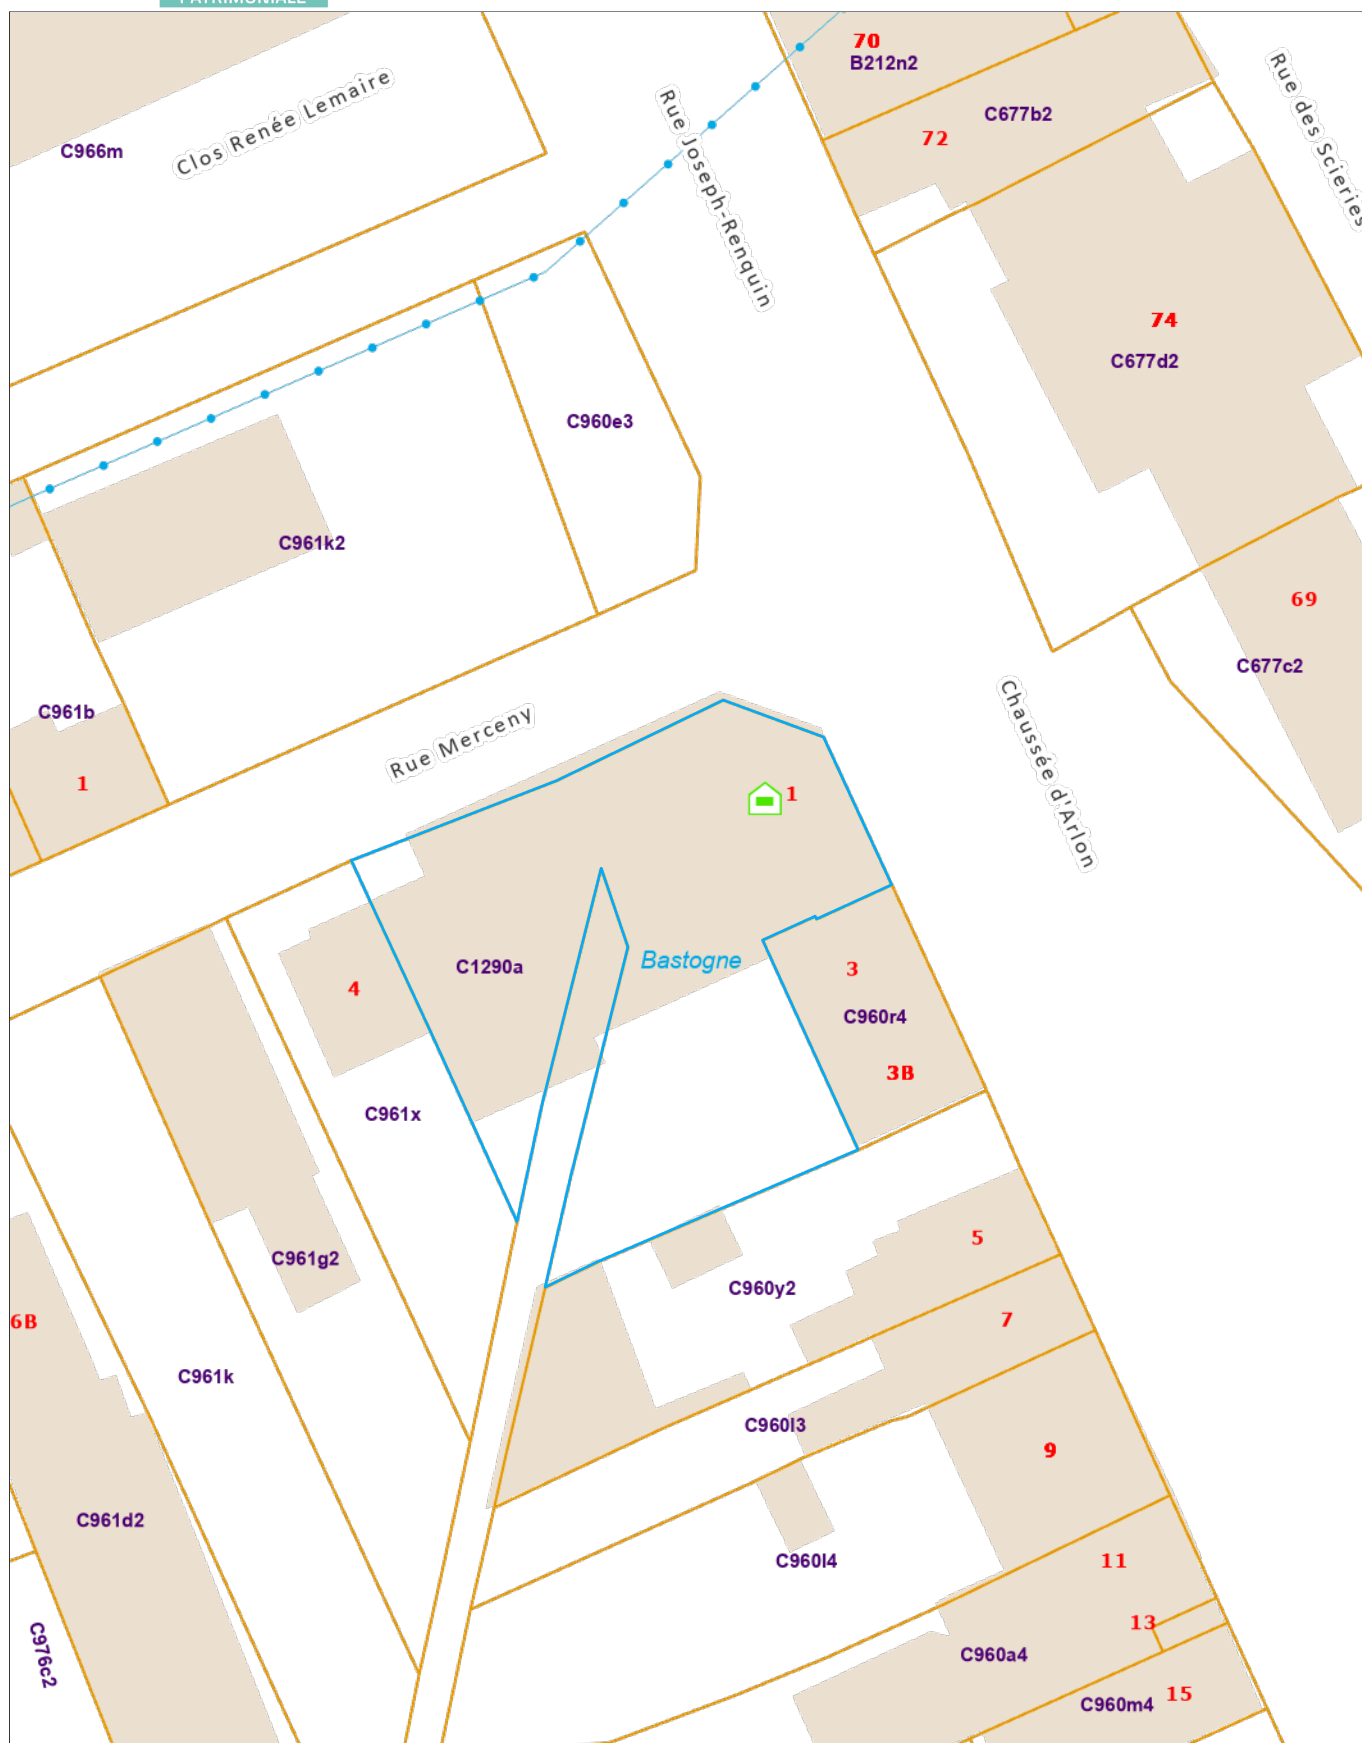 PATRIMONIALE
70
B212n2
Rue des Scieries
Clos Renée Lemaire
Rue Joseph-Renquin
C677b2
72
C966m
74
C677d2
C960e3
C961k2
69
C677c2
C961b
Rue Merceny
Chaussée d'Arlon
1
1
Bastogne
C1290a
3
4
C960r4
3B
C961x
5
C961g2
C960y2
6B
7
C961k
C960l3
9
C961d2
C960l4
11
13
C976c2
C960a4
15
C960m4